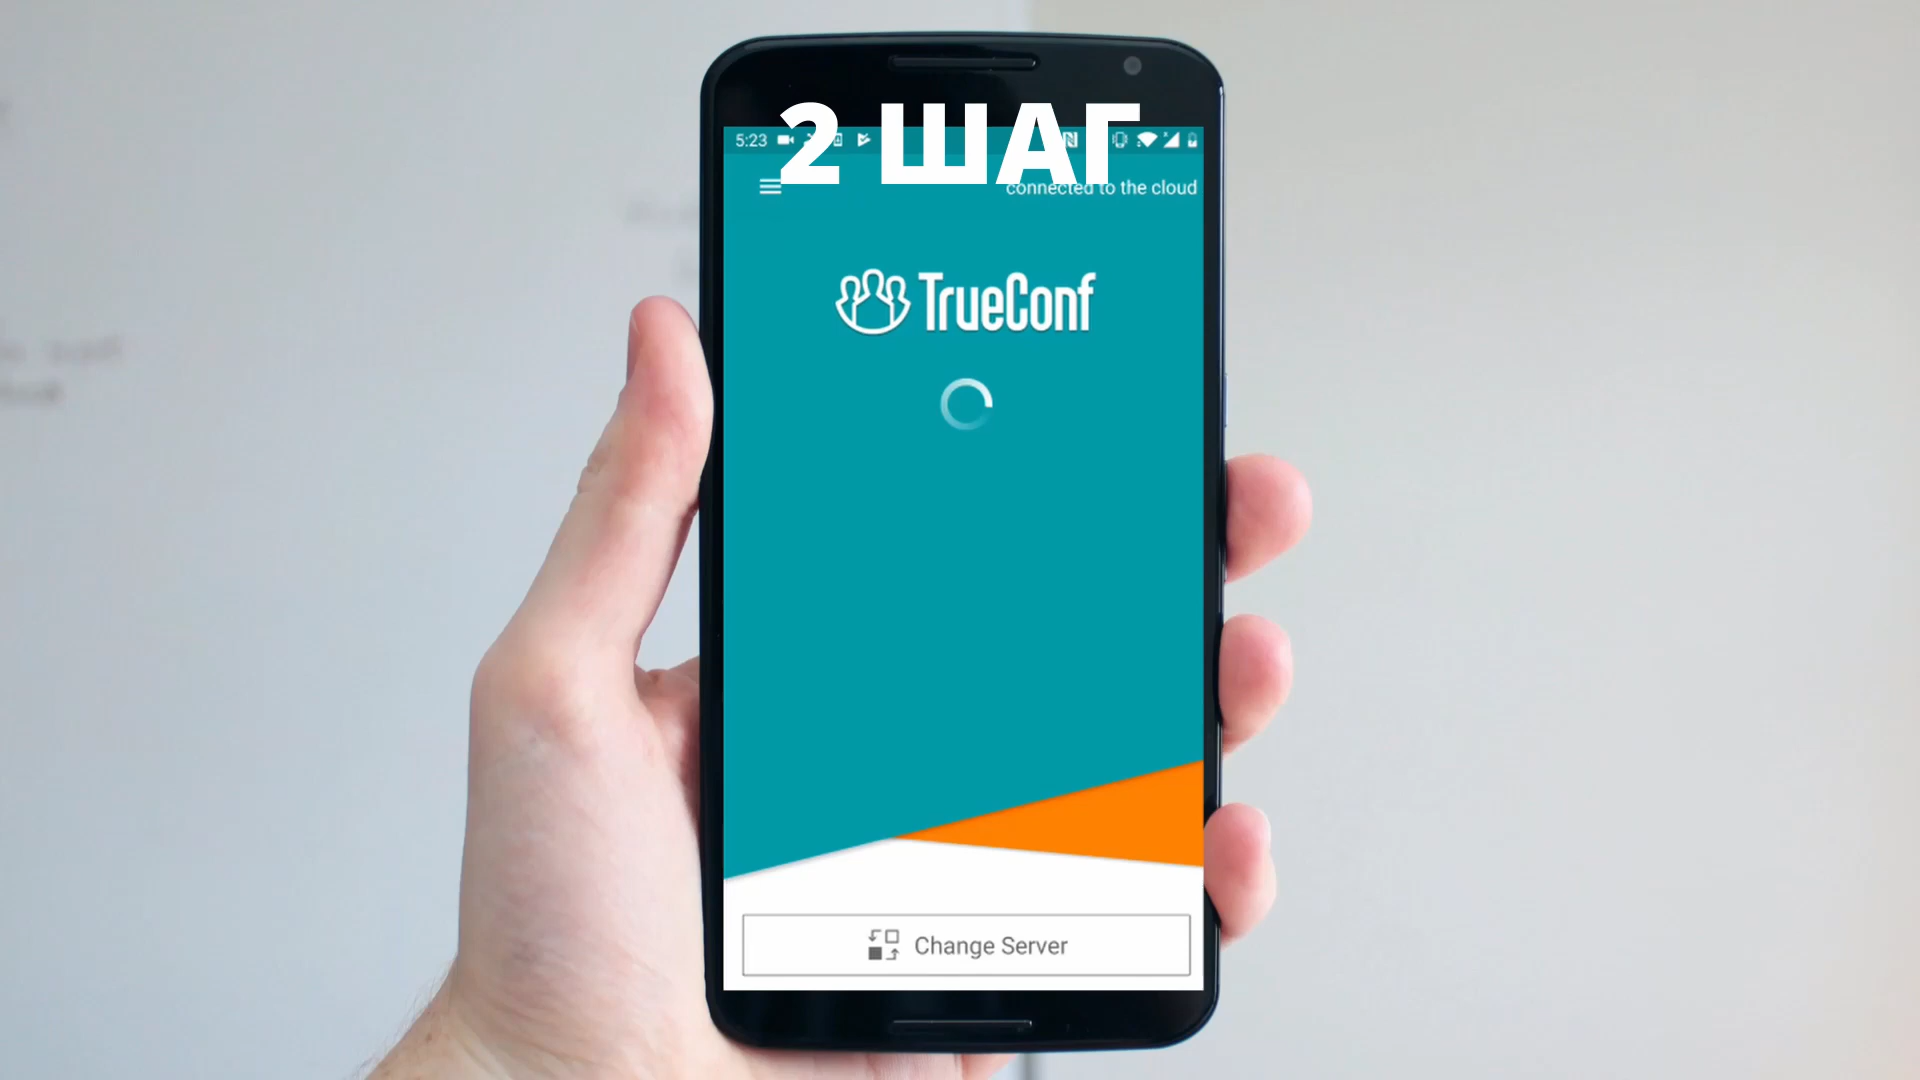 2 ШАГ
5:23
connected to the cloud
TrueConf
Change Server